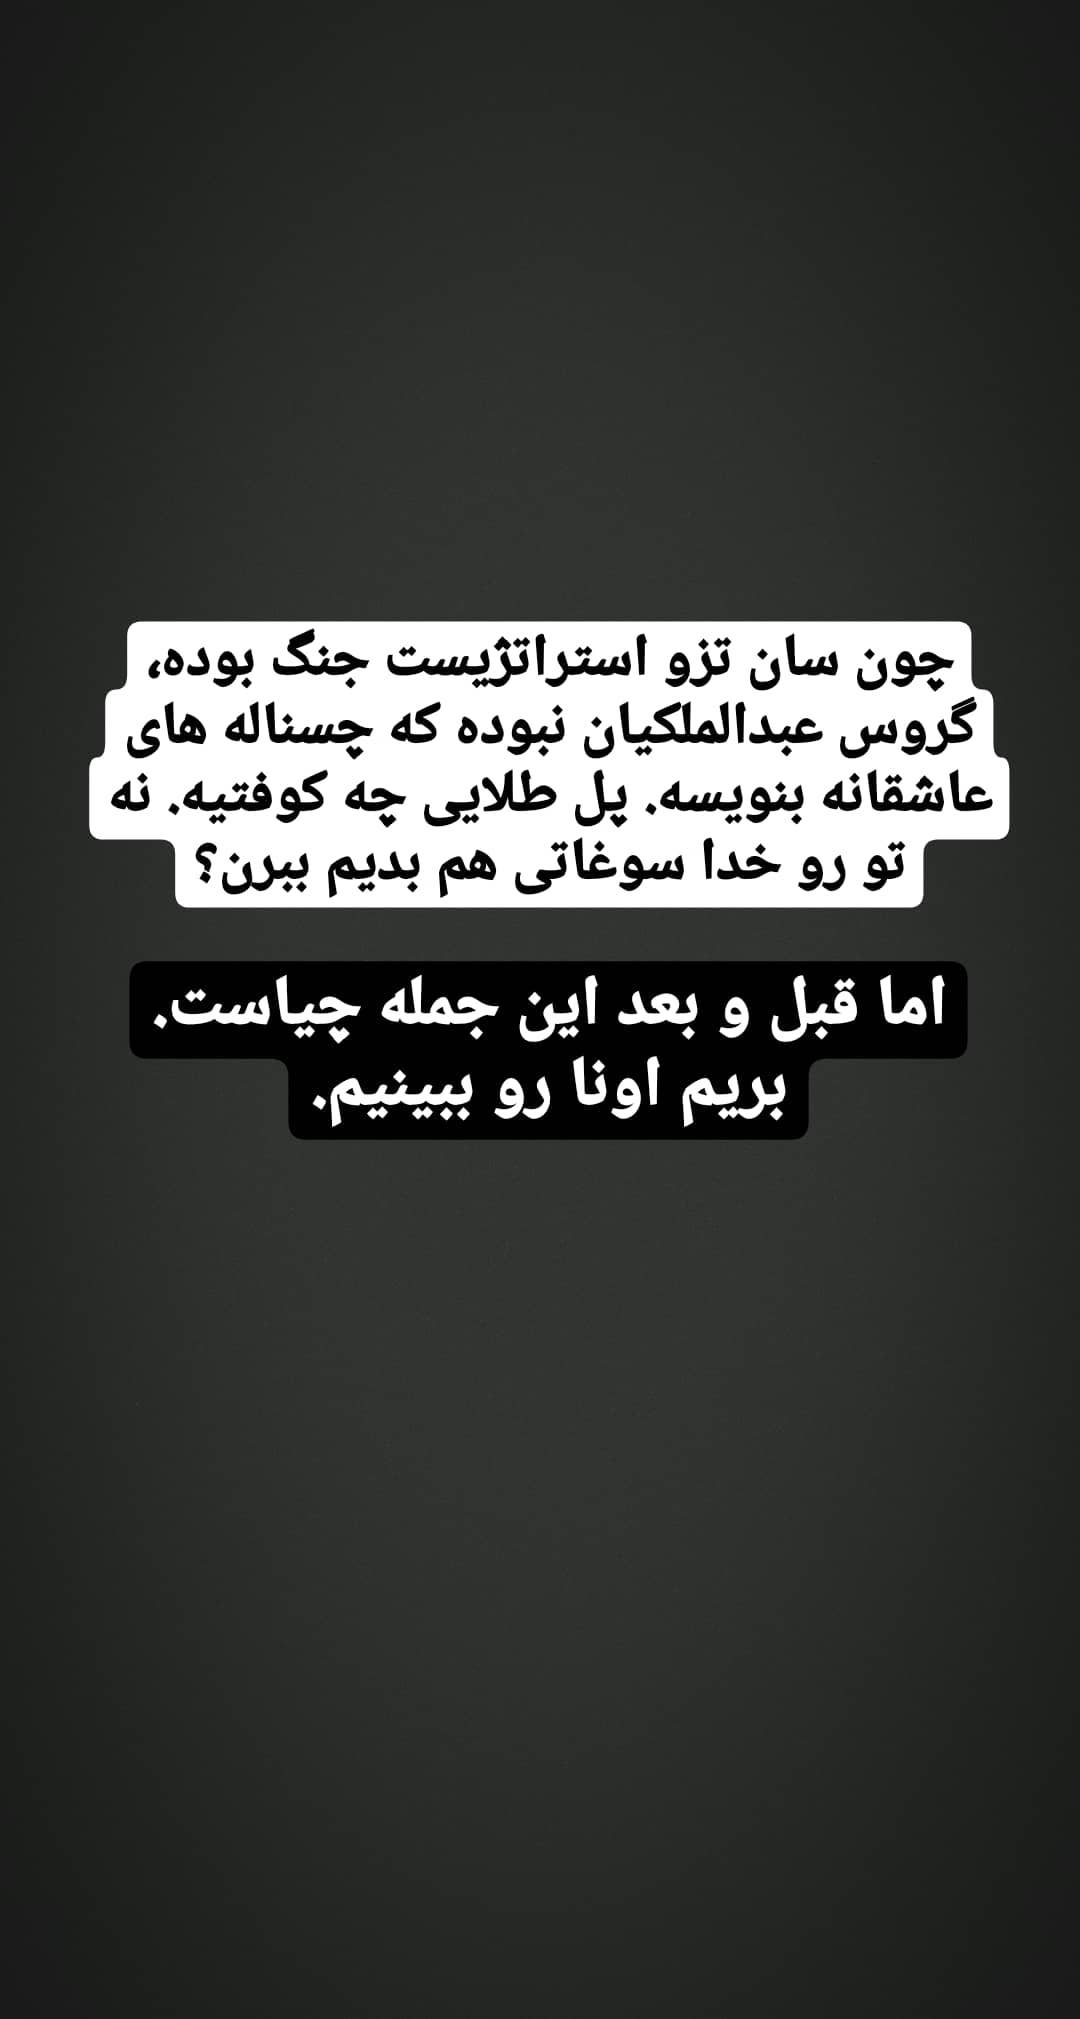 چون سان تزو استراتژیست جنگ بوده،
گروس عبدالملکیان نبوده که چسناله های
عاشقانه بنویسه. پل طلایی چه کوفتیه. نه
تو رو خدا سوغاتی هم بدیم ببرن؟
اما قبل و بعد این جمله چیاست.
بریم اونا رو ببینیم.